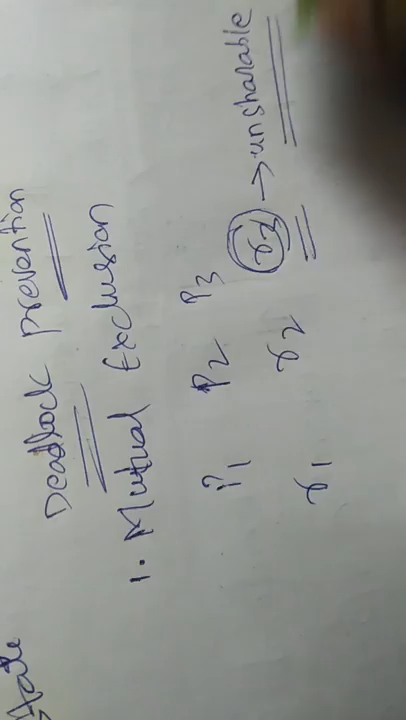 Deadlock prevention
1. Mutual Exclusion
P1 P2 P3
r1 r2 r3 → unsharable